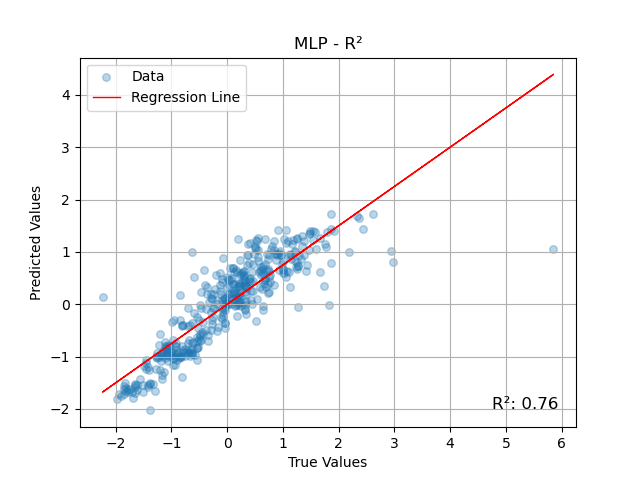 MLP - R²
Data
Regression Line
4
3
2
1
0
−1
−2
Predicted Values
R²: 0.76
−2 −1 0 1 2 3 4 5 6
True Values